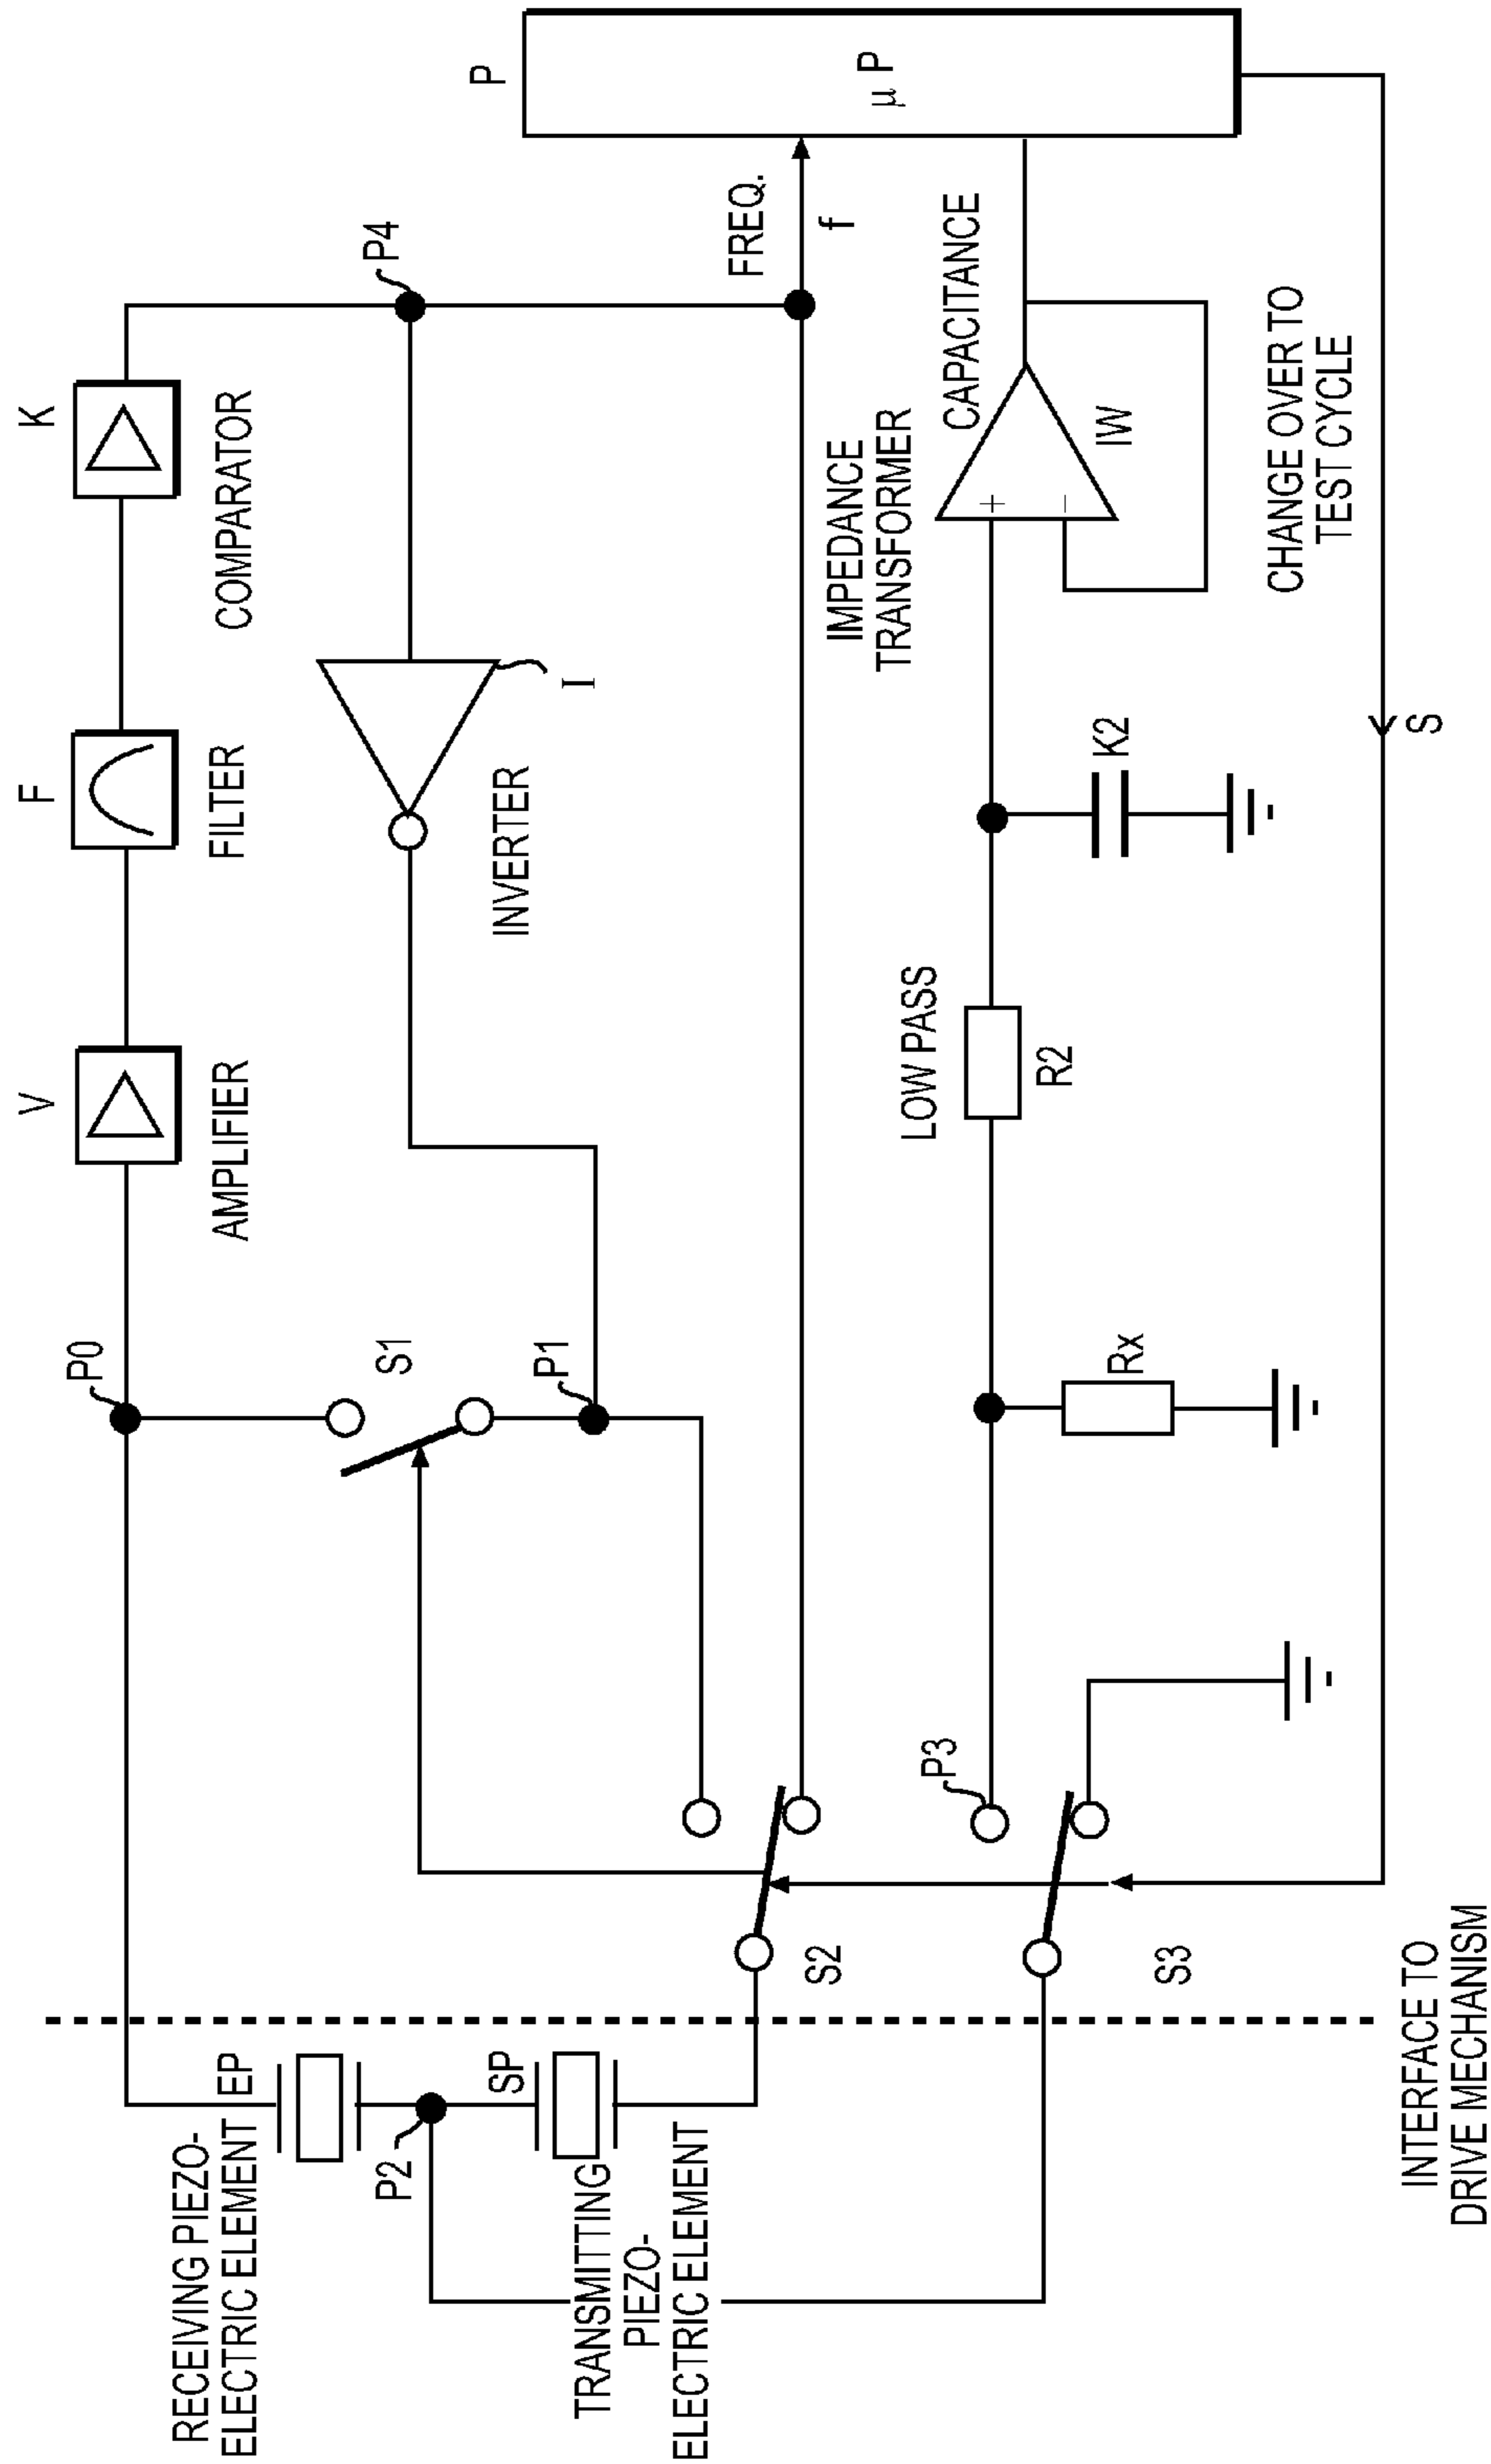 V
AMPLIFIER
F
FILTER
K
COMPARATOR
P0
S1
P1
INVERTER
I
P4
P
μP
FREQ.
f
RECEIVING PIEZO-
ELECTRIC ELEMENT
EP
P2
SP
TRANSMITTING
PIEZO-
ELECTRIC ELEMENT
S2
P3
S3
Rx
LOW PASS
R2
K2
IMPEDANCE
TRANSFORMER
CAPACITANCE
+
−
IW
CHANGE OVER TO
TEST CYCLE
S
INTERFACE TO
DRIVE MECHANISM